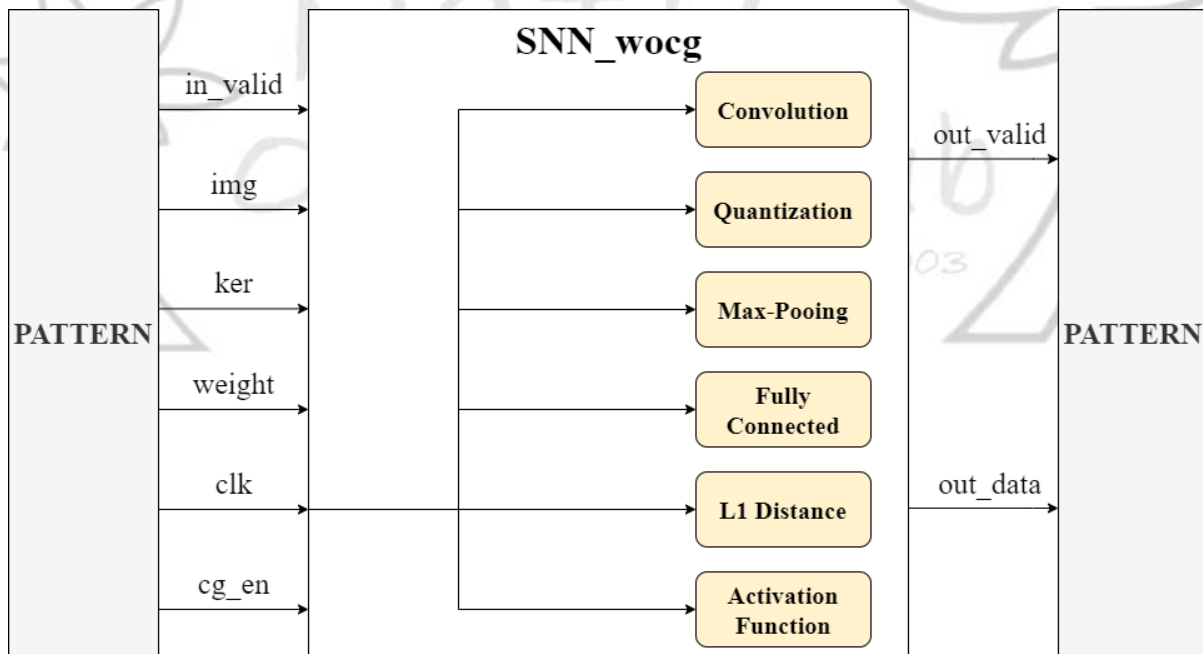 SNN_wocg
in_valid
img
ker
weight
clk
cg_en
PATTERN
Convolution
Quantization
Max-Pooing
Fully
Connected
L1 Distance
Activation
Function
out_valid
out_data
PATTERN
003